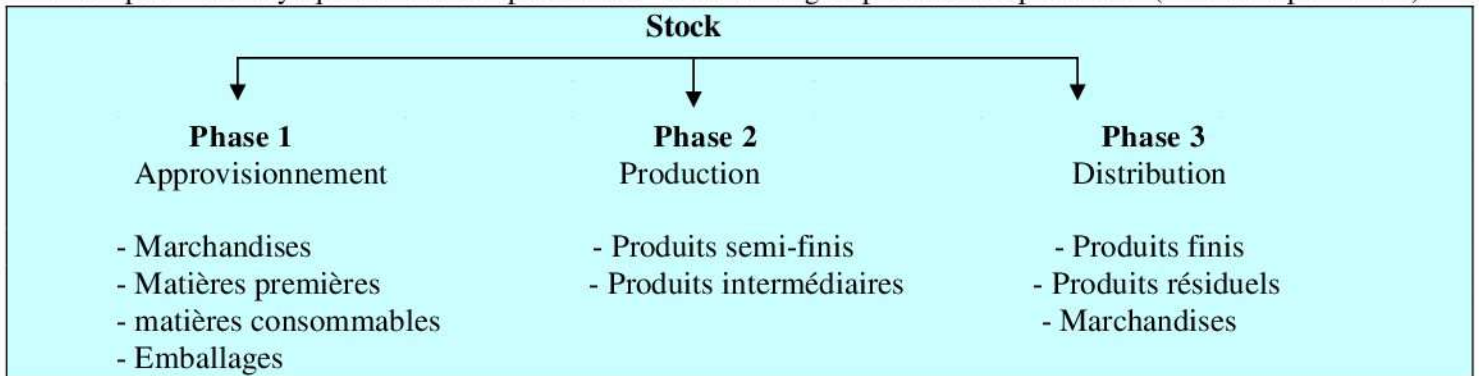 Stock
Phase 1 Phase 2 Phase 3
Approvisionnement Production Distribution
- Marchandises - Produits semi-finis - Produits finis
- Matières premières - Produits intermédiaires - Produits résiduels
- matières consommables - Marchandises
- Emballages